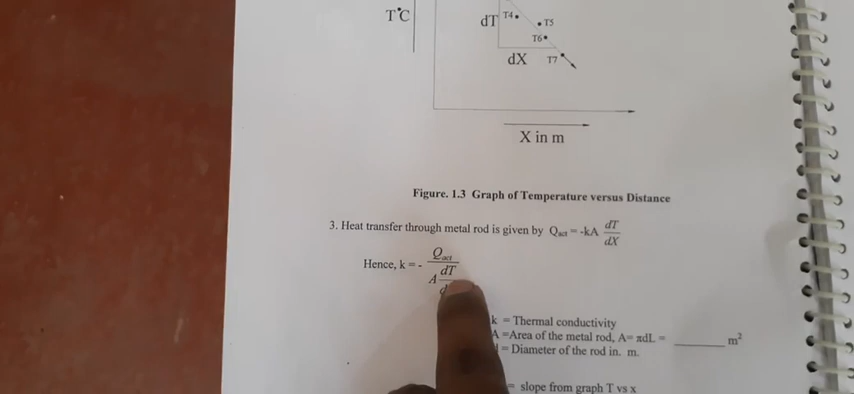 T°C
dT T4
T5
T6
dX T7
X in m
Figure. 1.3 Graph of Temperature versus Distance
3. Heat transfer through metal rod is given by Qact = -kA dT/dX
Hence, k = - Qact / A dT
k = Thermal conductivity
A =Area of the metal rod, A= πdL = ______ m²
= Diameter of the rod in. m.
= slope from graph T vs x